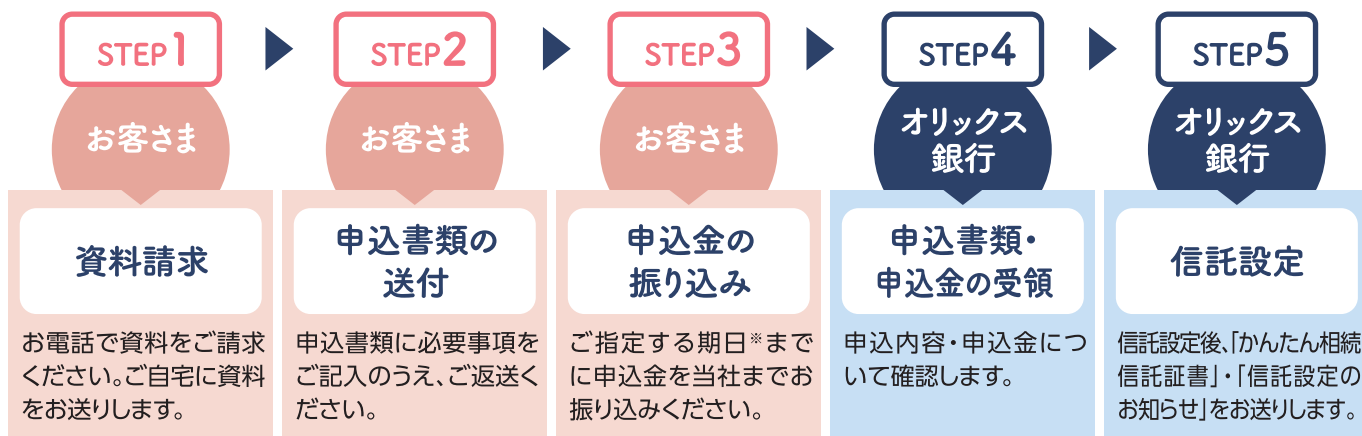 STEP1
お客さま
資料請求
お電話で資料をご請求
ください。ご自宅に資料
をお送りします。
STEP2
お客さま
申込書類の
送付
申込書類に必要事項を
ご記入のうえ、ご返送く
ださい。
STEP3
お客さま
申込金の
振り込み
ご指定する期日※まで
に申込金を当社までお
振り込みください。
STEP4
オリックス
銀行
申込書類・
申込金の受領
申込内容・申込金につ
いて確認します。
STEP5
オリックス
銀行
信託設定
信託設定後、「かんたん相続
信託証書」・「信託設定の
お知らせ」をお送りします。